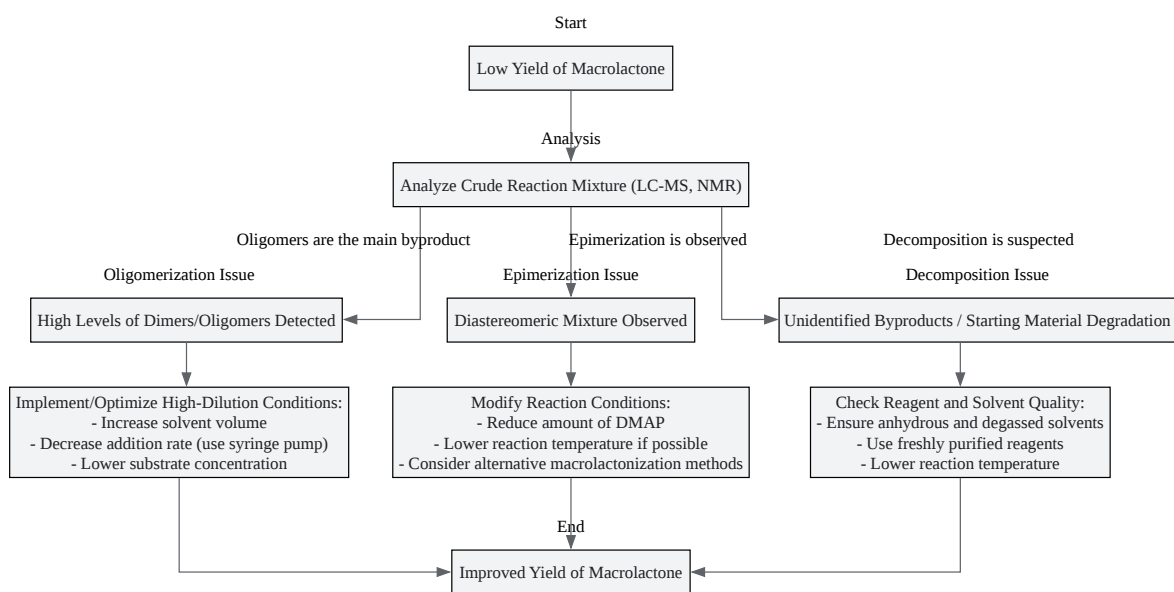 Start
Low Yield of Macrolactone
Analysis
Analyze Crude Reaction Mixture (LC-MS, NMR)
Oligomers are the main byproduct
Epimerization is observed
Decomposition is suspected
Oligomerization Issue
Epimerization Issue
Decomposition Issue
High Levels of Dimers/Oligomers Detected
Diastereomeric Mixture Observed
Unidentified Byproducts / Starting Material Degradation
Implement/Optimize High-Dilution Conditions:
- Increase solvent volume
- Decrease addition rate (use syringe pump)
- Lower substrate concentration
Modify Reaction Conditions:
- Reduce amount of DMAP
- Lower reaction temperature if possible
- Consider alternative macrolactonization methods
Check Reagent and Solvent Quality:
- Ensure anhydrous and degassed solvents
- Use freshly purified reagents
- Lower reaction temperature
End
Improved Yield of Macrolactone